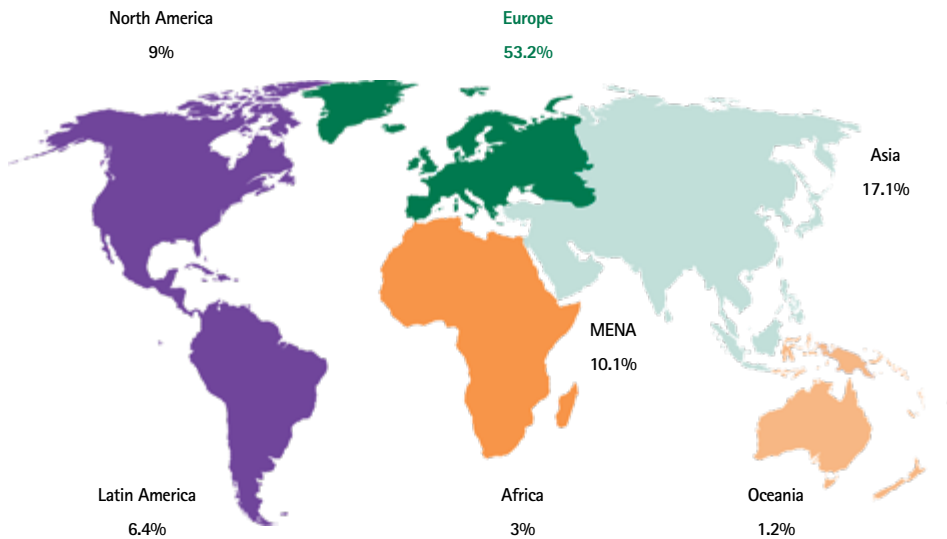 North America
9%
Europe
53.2%
Asia
17.1%
MENA
10.1%
Latin America
6.4%
Africa
3%
Oceania
1.2%